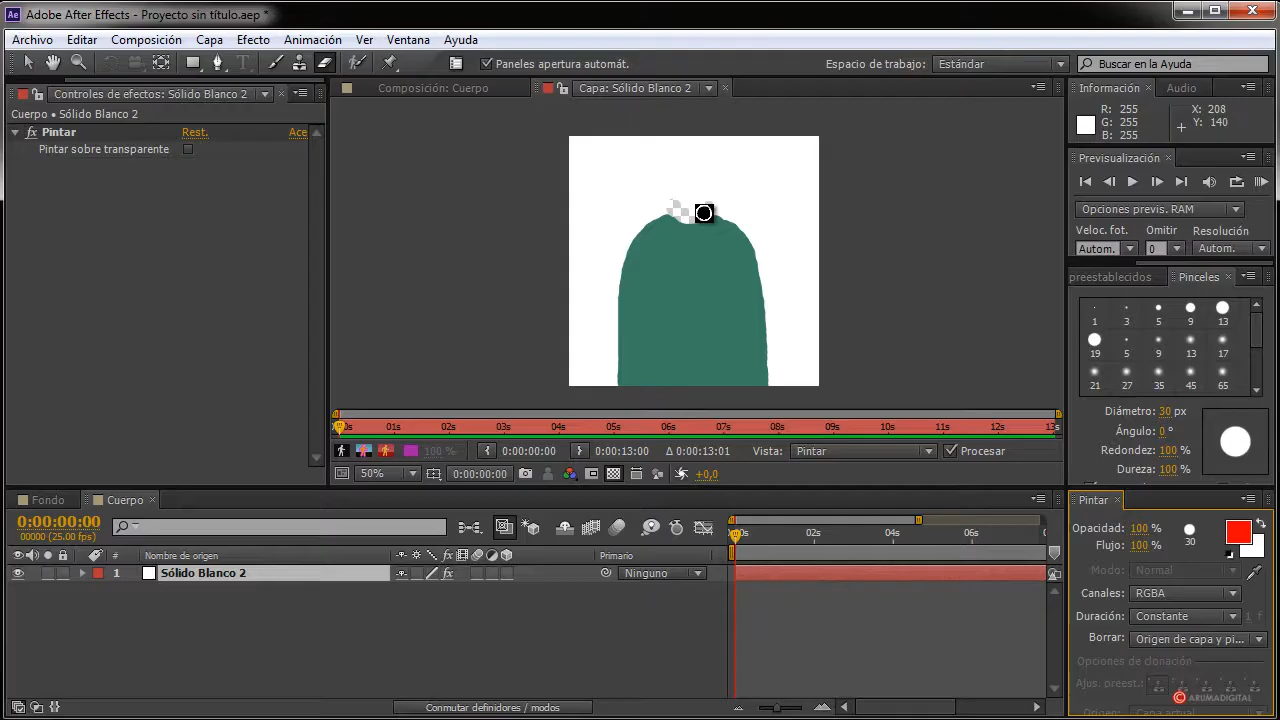 Ae Adobe After Effects - Proyecto sin título.aep *
Archivo Editar Composición Capa Efecto Animación Ver Ventana Ayuda
Paneles apertura automát.
Espacio de trabajo: Estándar
Buscar en la Ayuda
Controles de efectos: Sólido Blanco 2
Cuerpo • Sólido Blanco 2
fx Pintar Rest. Ace
Pintar sobre transparente
Composición: Cuerpo
Capa: Sólido Blanco 2
01s 02s 03s 04s 05s 06s 07s 08s 09s 10s 11s 12s 13s
100 % 0:00:00:00 0:00:13:00 Δ 0:00:13:01 Vista: Pintar Procesar
50% 0:00:00:00 +0,0
Información Audio
R: 255 X: 208
G: 255 Y: 140
B: 255
Previsualización
Opciones previs. RAM
Veloc. fot. Omitir Resolución
Autom. 0 Autom.
preestablecidos Pinceles
1 3 5 9 13
19 5 9 13 17
21 27 35 45 65
Diámetro: 30 px
Ángulo: 0 °
Redondez: 100 %
Dureza: 100 %
Fondo Cuerpo
0:00:00:00
00000 (25.00 fps)
# Nombre de origen fx Primario
1 Sólido Blanco 2 fx Ninguno
02s 04s 06s
Conmutar definidores / modos
Pintar
Opacidad: 100 %
Flujo: 100 % 30
Modo: Normal
Canales: RGBA
Duración: Constante 1 f
Borrar: Origen de capa y pi...
Opciones de clonación
Ajus. preest.:
ARUMADIGITAL
Origen: Capa actual